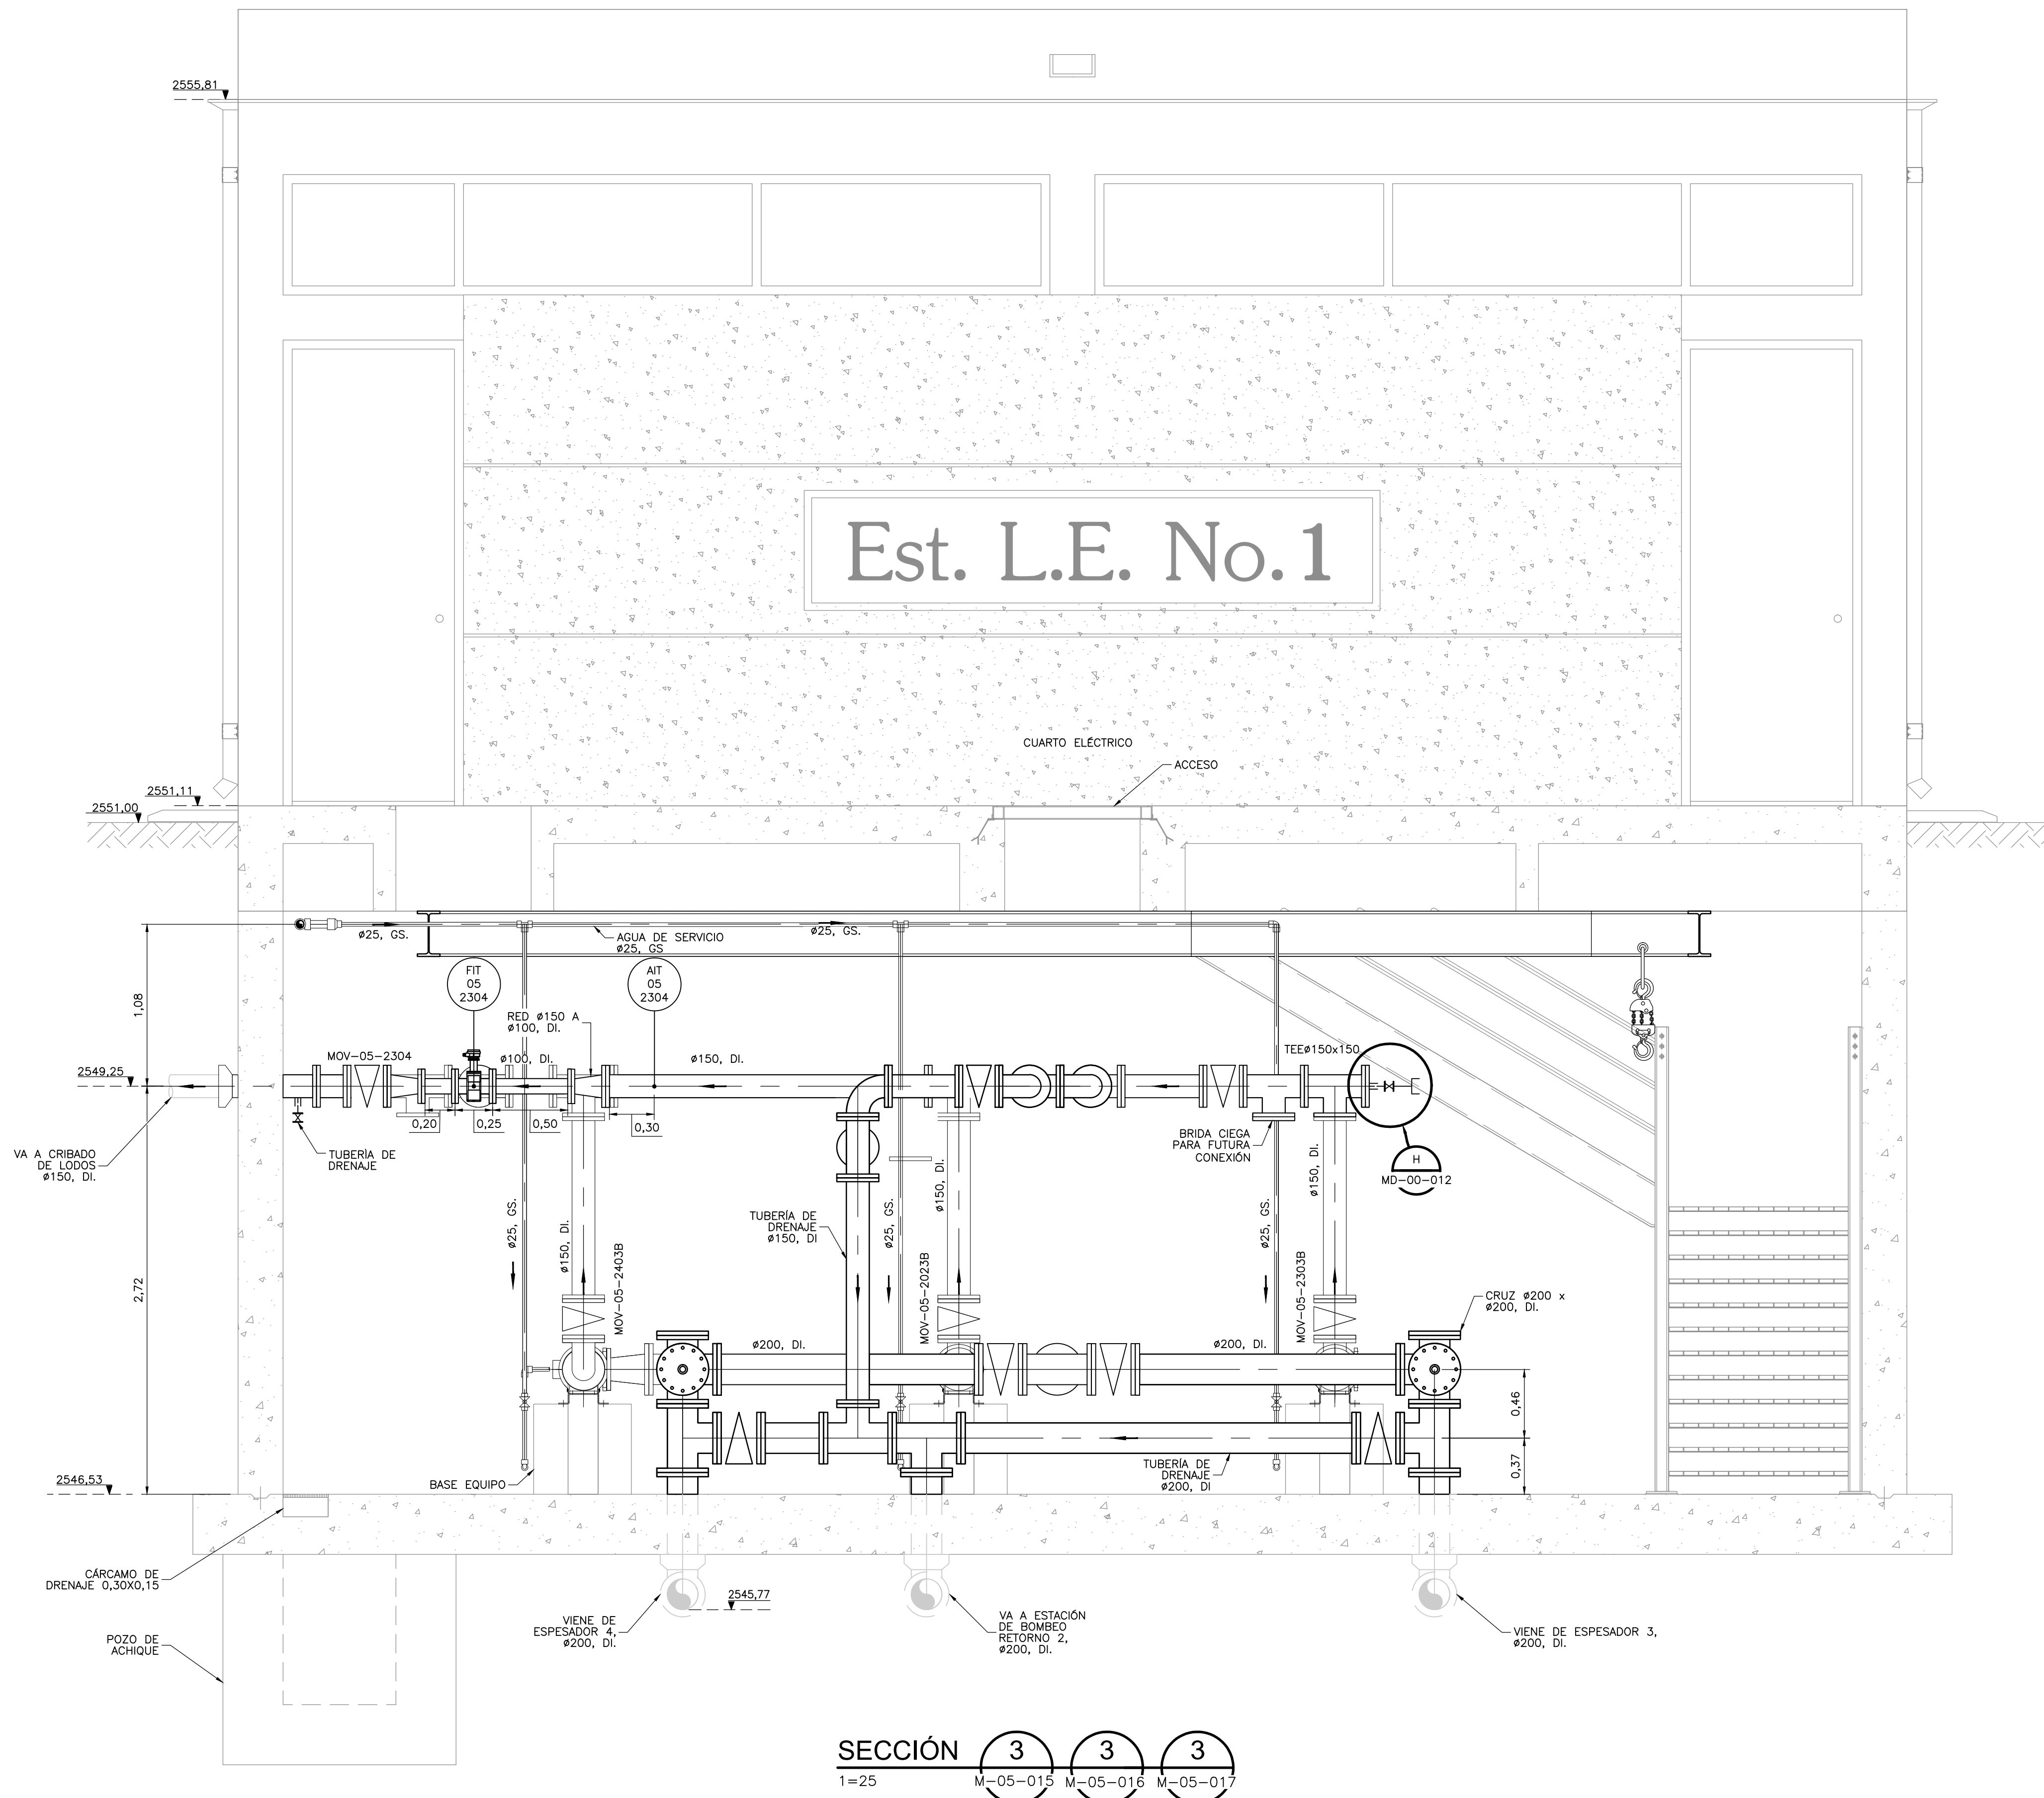 2555,81
Est. L.E. No.1
CUARTO ELÉCTRICO
ACCESO
2551,11
2551,00
ø25, GS.
AGUA DE SERVICIO
ø25, GS
ø25, GS.
FIT
05
2304
AIT
05
2304
1,08
RED ø150 A
ø100, DI.
MOV-05-2304
ø100, DI.
ø150, DI.
TEEø150x150
2549,25
0,20
0,25
0,50
0,30
VA A CRIBADO
DE LODOS
ø150, DI.
TUBERÌA DE
DRENAJE
BRIDA CIEGA
PARA FUTURA
CONEXIÓN
H
MD-00-012
ø25, GS.
ø150, DI.
MOV-05-2403B
TUBERÍA DE
DRENAJE
ø150, DI
ø25, GS.
ø150, DI.
MOV-05-2023B
ø25, GS.
MOV-05-2303B
ø150, DI.
2,72
CRUZ ø200 x
ø200, DI.
ø200, DI.
ø200, DI.
0,46
0,37
TUBERÍA DE
DRENAJE
ø200, DI
2546,53
BASE EQUIPO
CÁRCAMO DE
DRENAJE 0,30X0,15
2545,77
VIENE DE
ESPESADOR 4,
ø200, DI.
VA A ESTACIÓN
DE BOMBEO
RETORNO 2,
ø200, DI.
VIENE DE ESPESADOR 3,
ø200, DI.
POZO DE
ACHIQUE
SECCIÓN
1=25
3
M-05-015
3
M-05-016
3
M-05-017